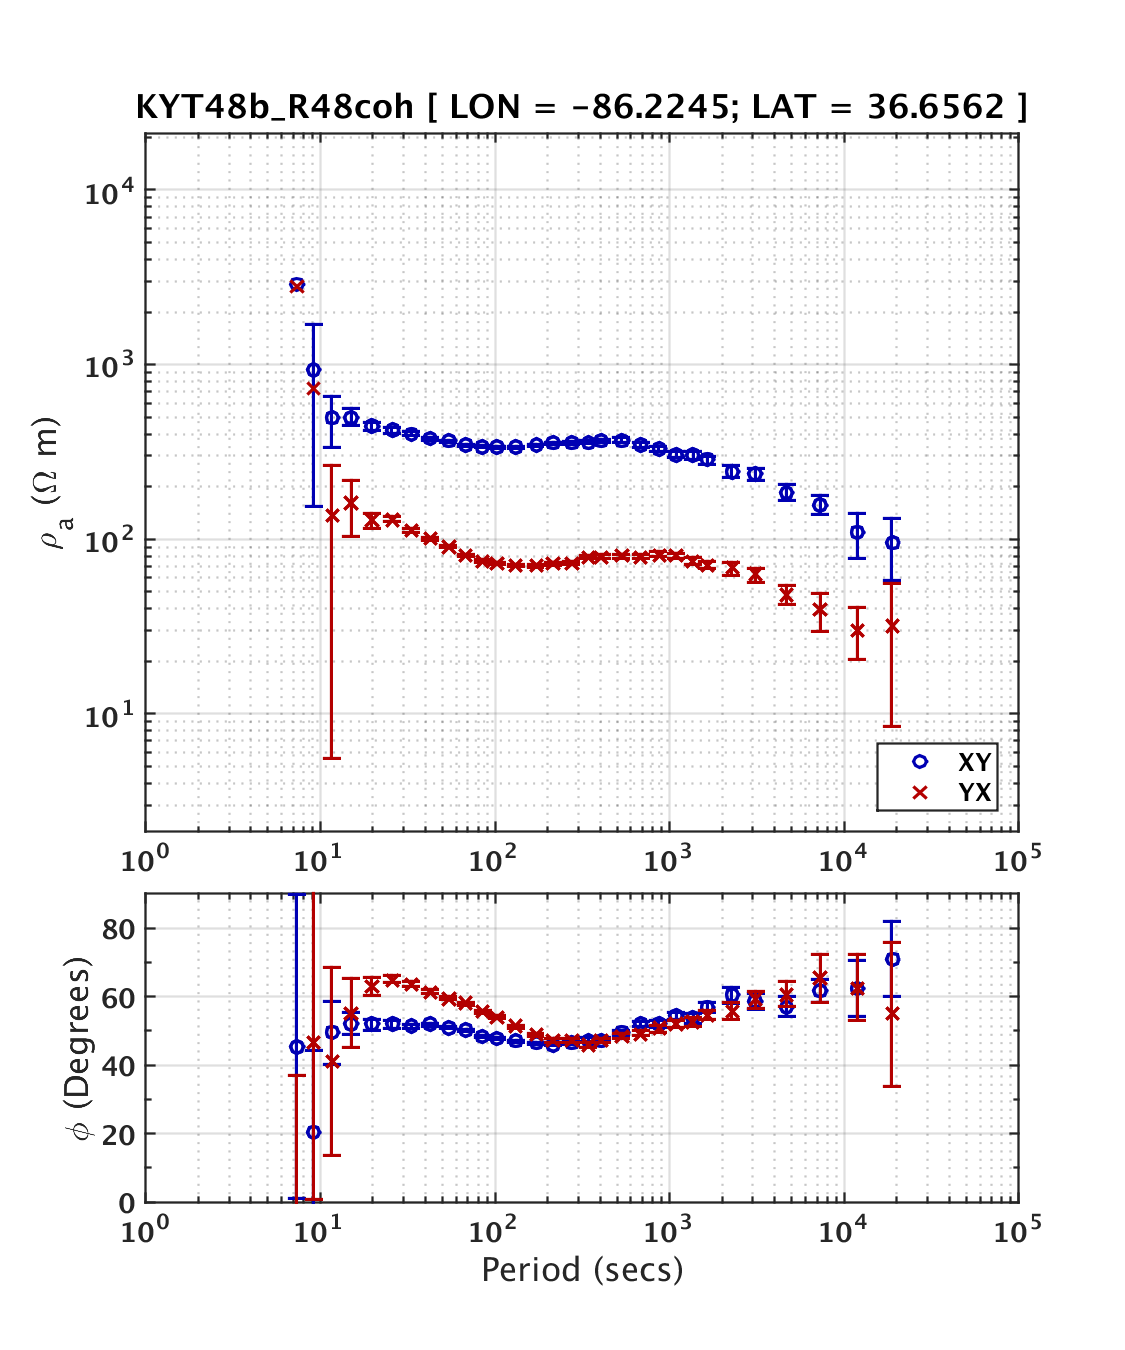 KYT48b_R48coh [ LON = -86.2245; LAT = 36.6562 ]
10^4
10^3
10^2
10^1
ρa (Ω m)
XY
YX
10^0 10^1 10^2 10^3 10^4 10^5
80
60
40
20
0
ϕ (Degrees)
10^0 10^1 10^2 10^3 10^4 10^5
Period (secs)